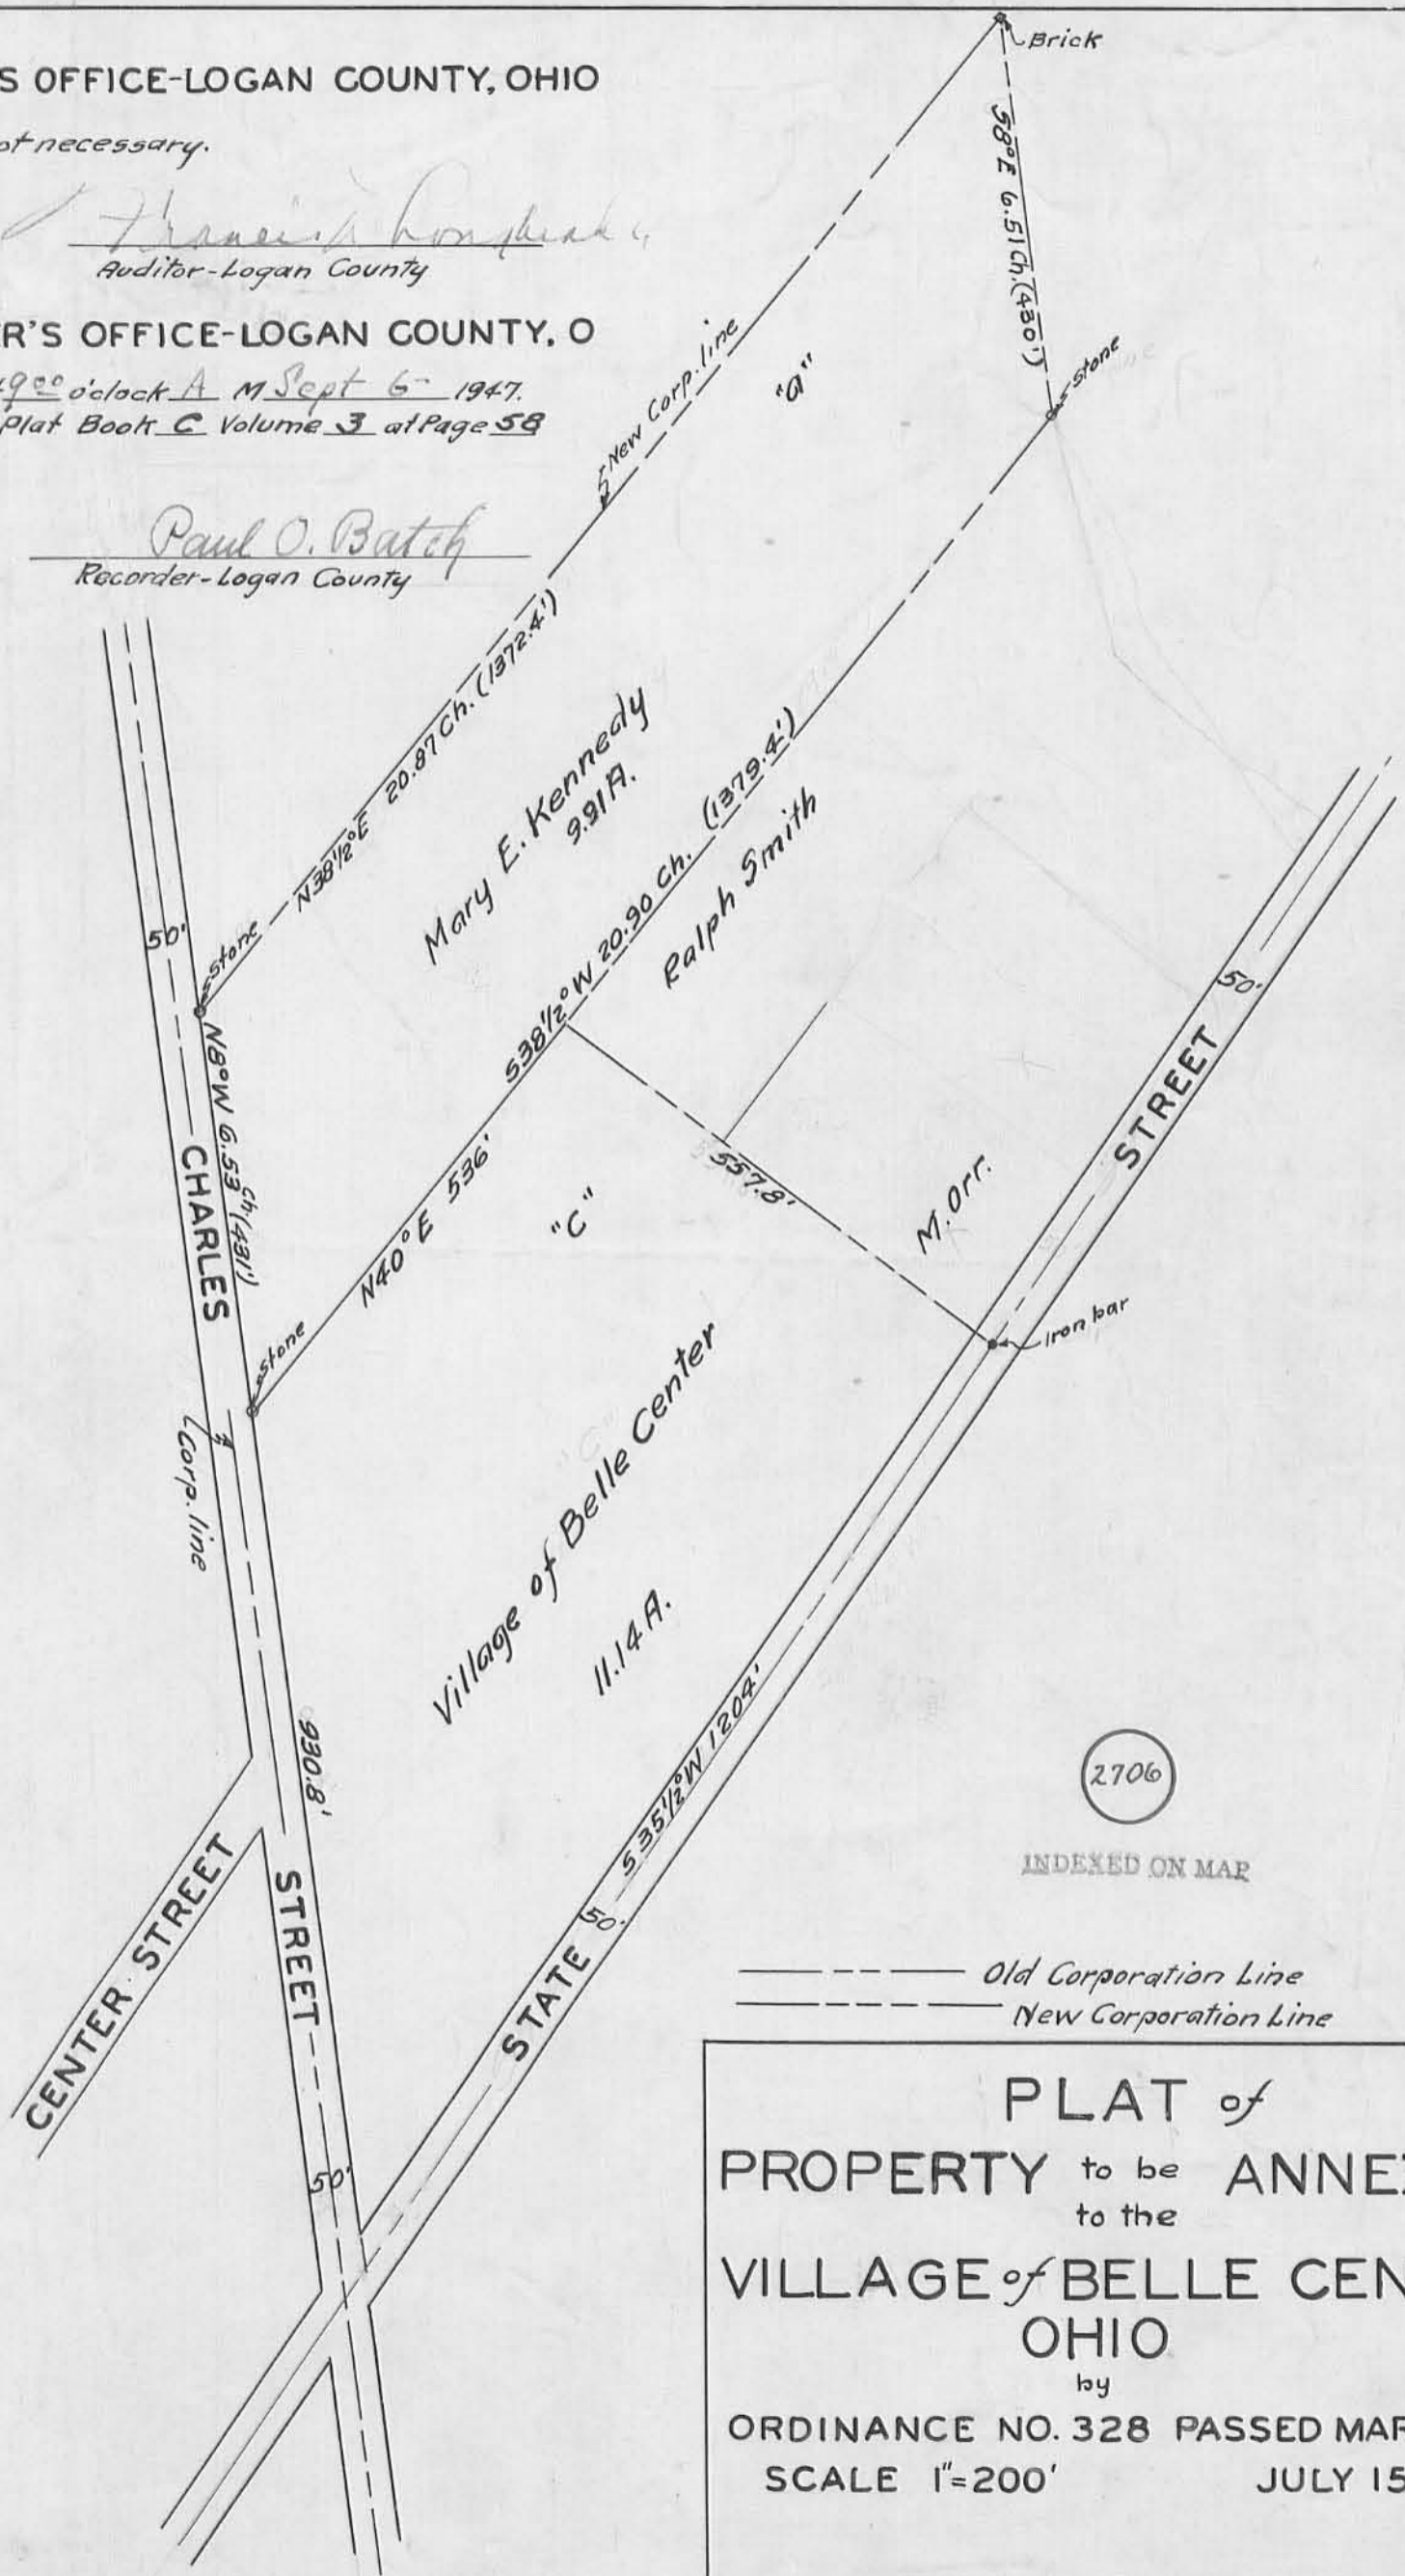 S OFFICE-LOGAN COUNTY, OHIO
ot necessary.
Auditor-Logan County
R'S OFFICE-LOGAN COUNTY, O
9:00 o'clock A M Sept 6 1947.
Plat Book C Volume 3 at Page 58
Paul O. Batch
Recorder-Logan County
Brick
S8°E 6.51 Ch. (430')
Stone
New Corp. line
"a"
N38½°E 20.87 Ch. (1372.4')
Mary E. Kennedy
9.91 A.
S38½°W 20.90 Ch. (1379.4')
Ralph Smith
50'
Stone
N8°W 6.53 Ch. (431')
CHARLES
50'
STREET
N40°E 536'
557.8'
"C"
M. Orr.
Iron bar
Stone
Corp. line
Village of Belle Center
11.14 A.
930.8'
S 35½°W 1204'
2706
INDEXED ON MAP
CENTER STREET
STREET
50'
STATE
50'
Old Corporation Line
New Corporation Line
PLAT of
PROPERTY to be ANNE
to the
VILLAGE of BELLE CEN
OHIO
by
ORDINANCE NO. 328 PASSED MAR
SCALE 1"=200' JULY 15